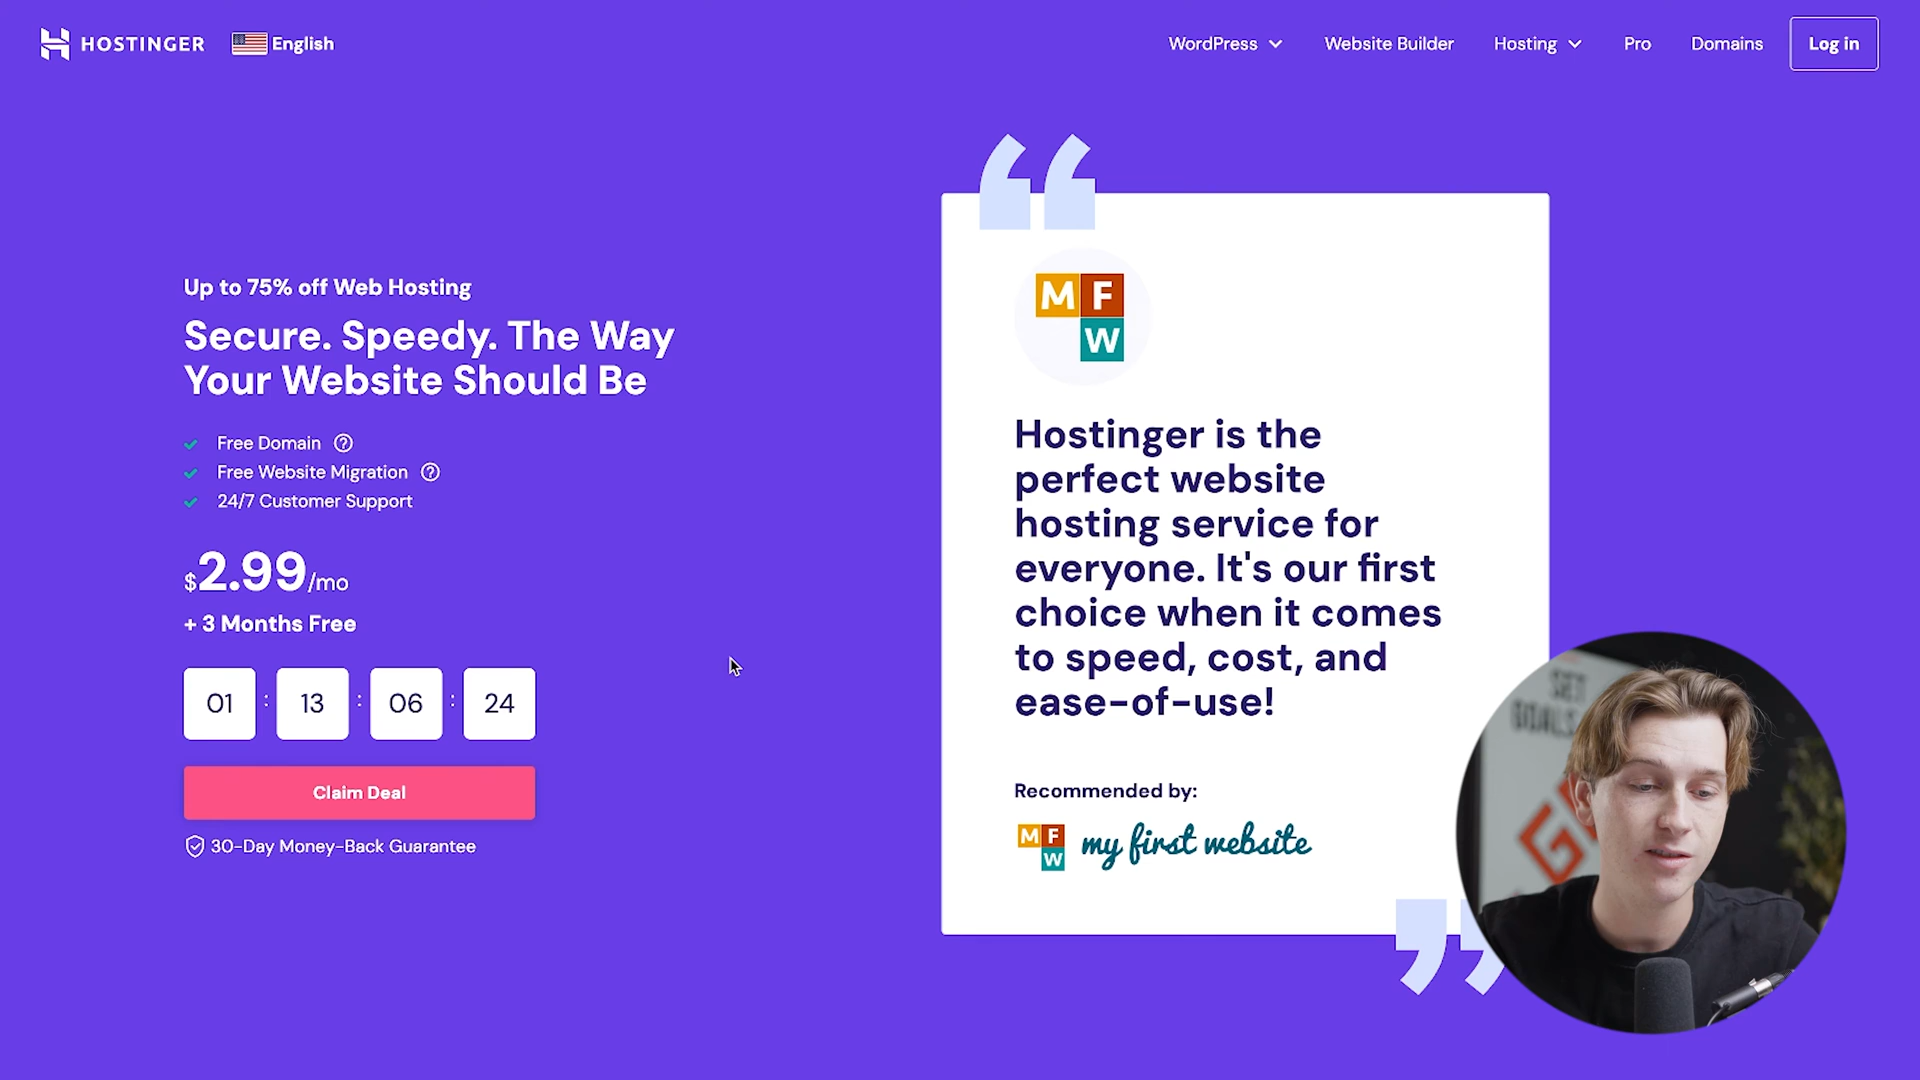 HOSTINGER
English
WordPress
Website Builder
Hosting
Pro
Domains
Log in
Up to 75% off Web Hosting
Secure. Speedy. The Way
Your Website Should Be
Free Domain
Free Website Migration
24/7 Customer Support
$2.99/mo
+ 3 Months Free
01 : 13 : 06 : 24
Claim Deal
30-Day Money-Back Guarantee
“
M F
W
Hostinger is the
perfect website
hosting service for
everyone. It's our first
choice when it comes
to speed, cost, and
ease-of-use!
Recommended by:
M F
W
my first website
”
SET
GOALS